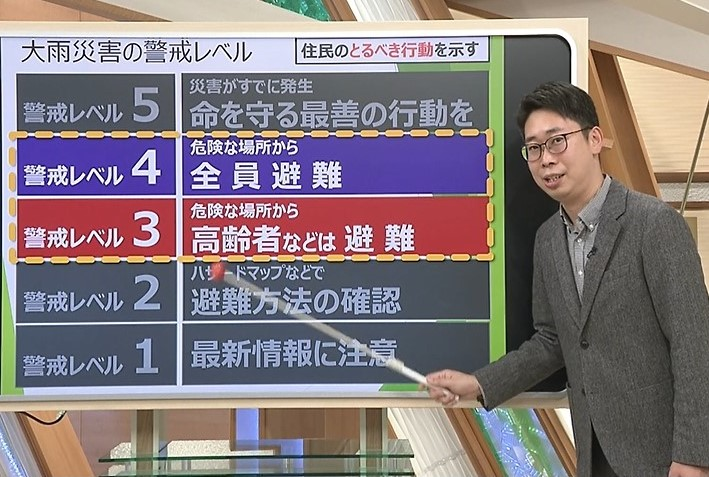 大雨災害の警戒レベル
住民のとるべき行動を示す
警戒レベル 5
災害がすでに発生
命を守る最善の行動を
警戒レベル 4
危険な場所から
全員避難
警戒レベル 3
危険な場所から
高齢者などは 避難
警戒レベル 2
ハザードマップなどで
避難方法の確認
警戒レベル 1
最新情報に注意